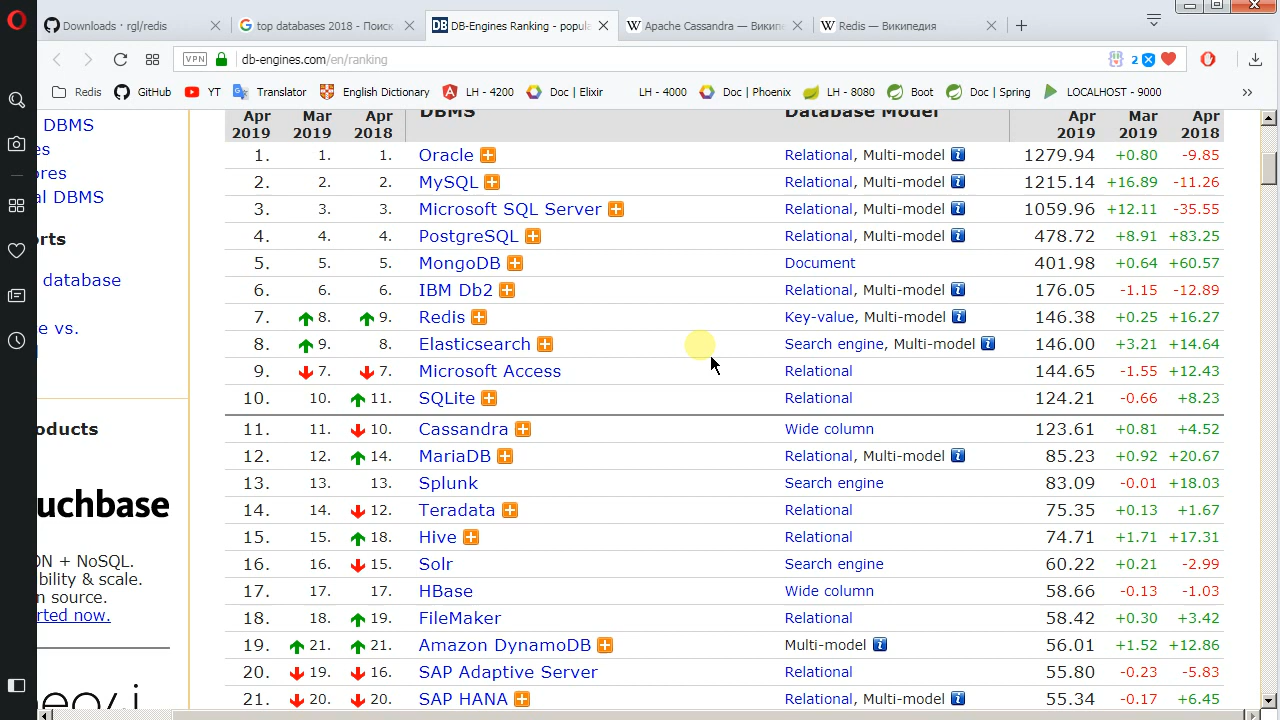 Downloads · rgl/redis
top databases 2018 - Поиск
DB-Engines Ranking - popula
Apache Cassandra — Викип
Redis — Википедия
VPN
db-engines.com/en/ranking
2
Redis
GitHub
YT
Translator
English Dictionary
LH - 4200
Doc | Elixir
LH - 4000
Doc | Phoenix
LH - 8080
Boot
Doc | Spring
LOCALHOST - 9000
DBMS
es
ores
al DBMS
orts
database
e vs.
oducts
uchbase
ON + NoSQL.
bility & scale.
n source.
rted now.
Apr 2019 Mar 2019 Apr 2018 DBMS Database Model Apr 2019 Mar 2019 Apr 2018
1. 1. 1. Oracle Relational, Multi-model 1279.94 +0.80 -9.85
2. 2. 2. MySQL Relational, Multi-model 1215.14 +16.89 -11.26
3. 3. 3. Microsoft SQL Server Relational, Multi-model 1059.96 +12.11 -35.55
4. 4. 4. PostgreSQL Relational, Multi-model 478.72 +8.91 +83.25
5. 5. 5. MongoDB Document 401.98 +0.64 +60.57
6. 6. 6. IBM Db2 Relational, Multi-model 176.05 -1.15 -12.89
7. 8. 9. Redis Key-value, Multi-model 146.38 +0.25 +16.27
8. 9. 8. Elasticsearch Search engine, Multi-model 146.00 +3.21 +14.64
9. 7. 7. Microsoft Access Relational 144.65 -1.55 +12.43
10. 10. 11. SQLite Relational 124.21 -0.66 +8.23
11. 11. 10. Cassandra Wide column 123.61 +0.81 +4.52
12. 12. 14. MariaDB Relational, Multi-model 85.23 +0.92 +20.67
13. 13. 13. Splunk Search engine 83.09 -0.01 +18.03
14. 14. 12. Teradata Relational 75.35 +0.13 +1.67
15. 15. 18. Hive Relational 74.71 +1.71 +17.31
16. 16. 15. Solr Search engine 60.22 +0.21 -2.99
17. 17. 17. HBase Wide column 58.66 -0.13 -1.03
18. 18. 19. FileMaker Relational 58.42 +0.30 +3.42
19. 21. 21. Amazon DynamoDB Multi-model 56.01 +1.52 +12.86
20. 19. 16. SAP Adaptive Server Relational 55.80 -0.23 -5.83
21. 20. 20. SAP HANA Relational, Multi-model 55.34 -0.17 +6.45